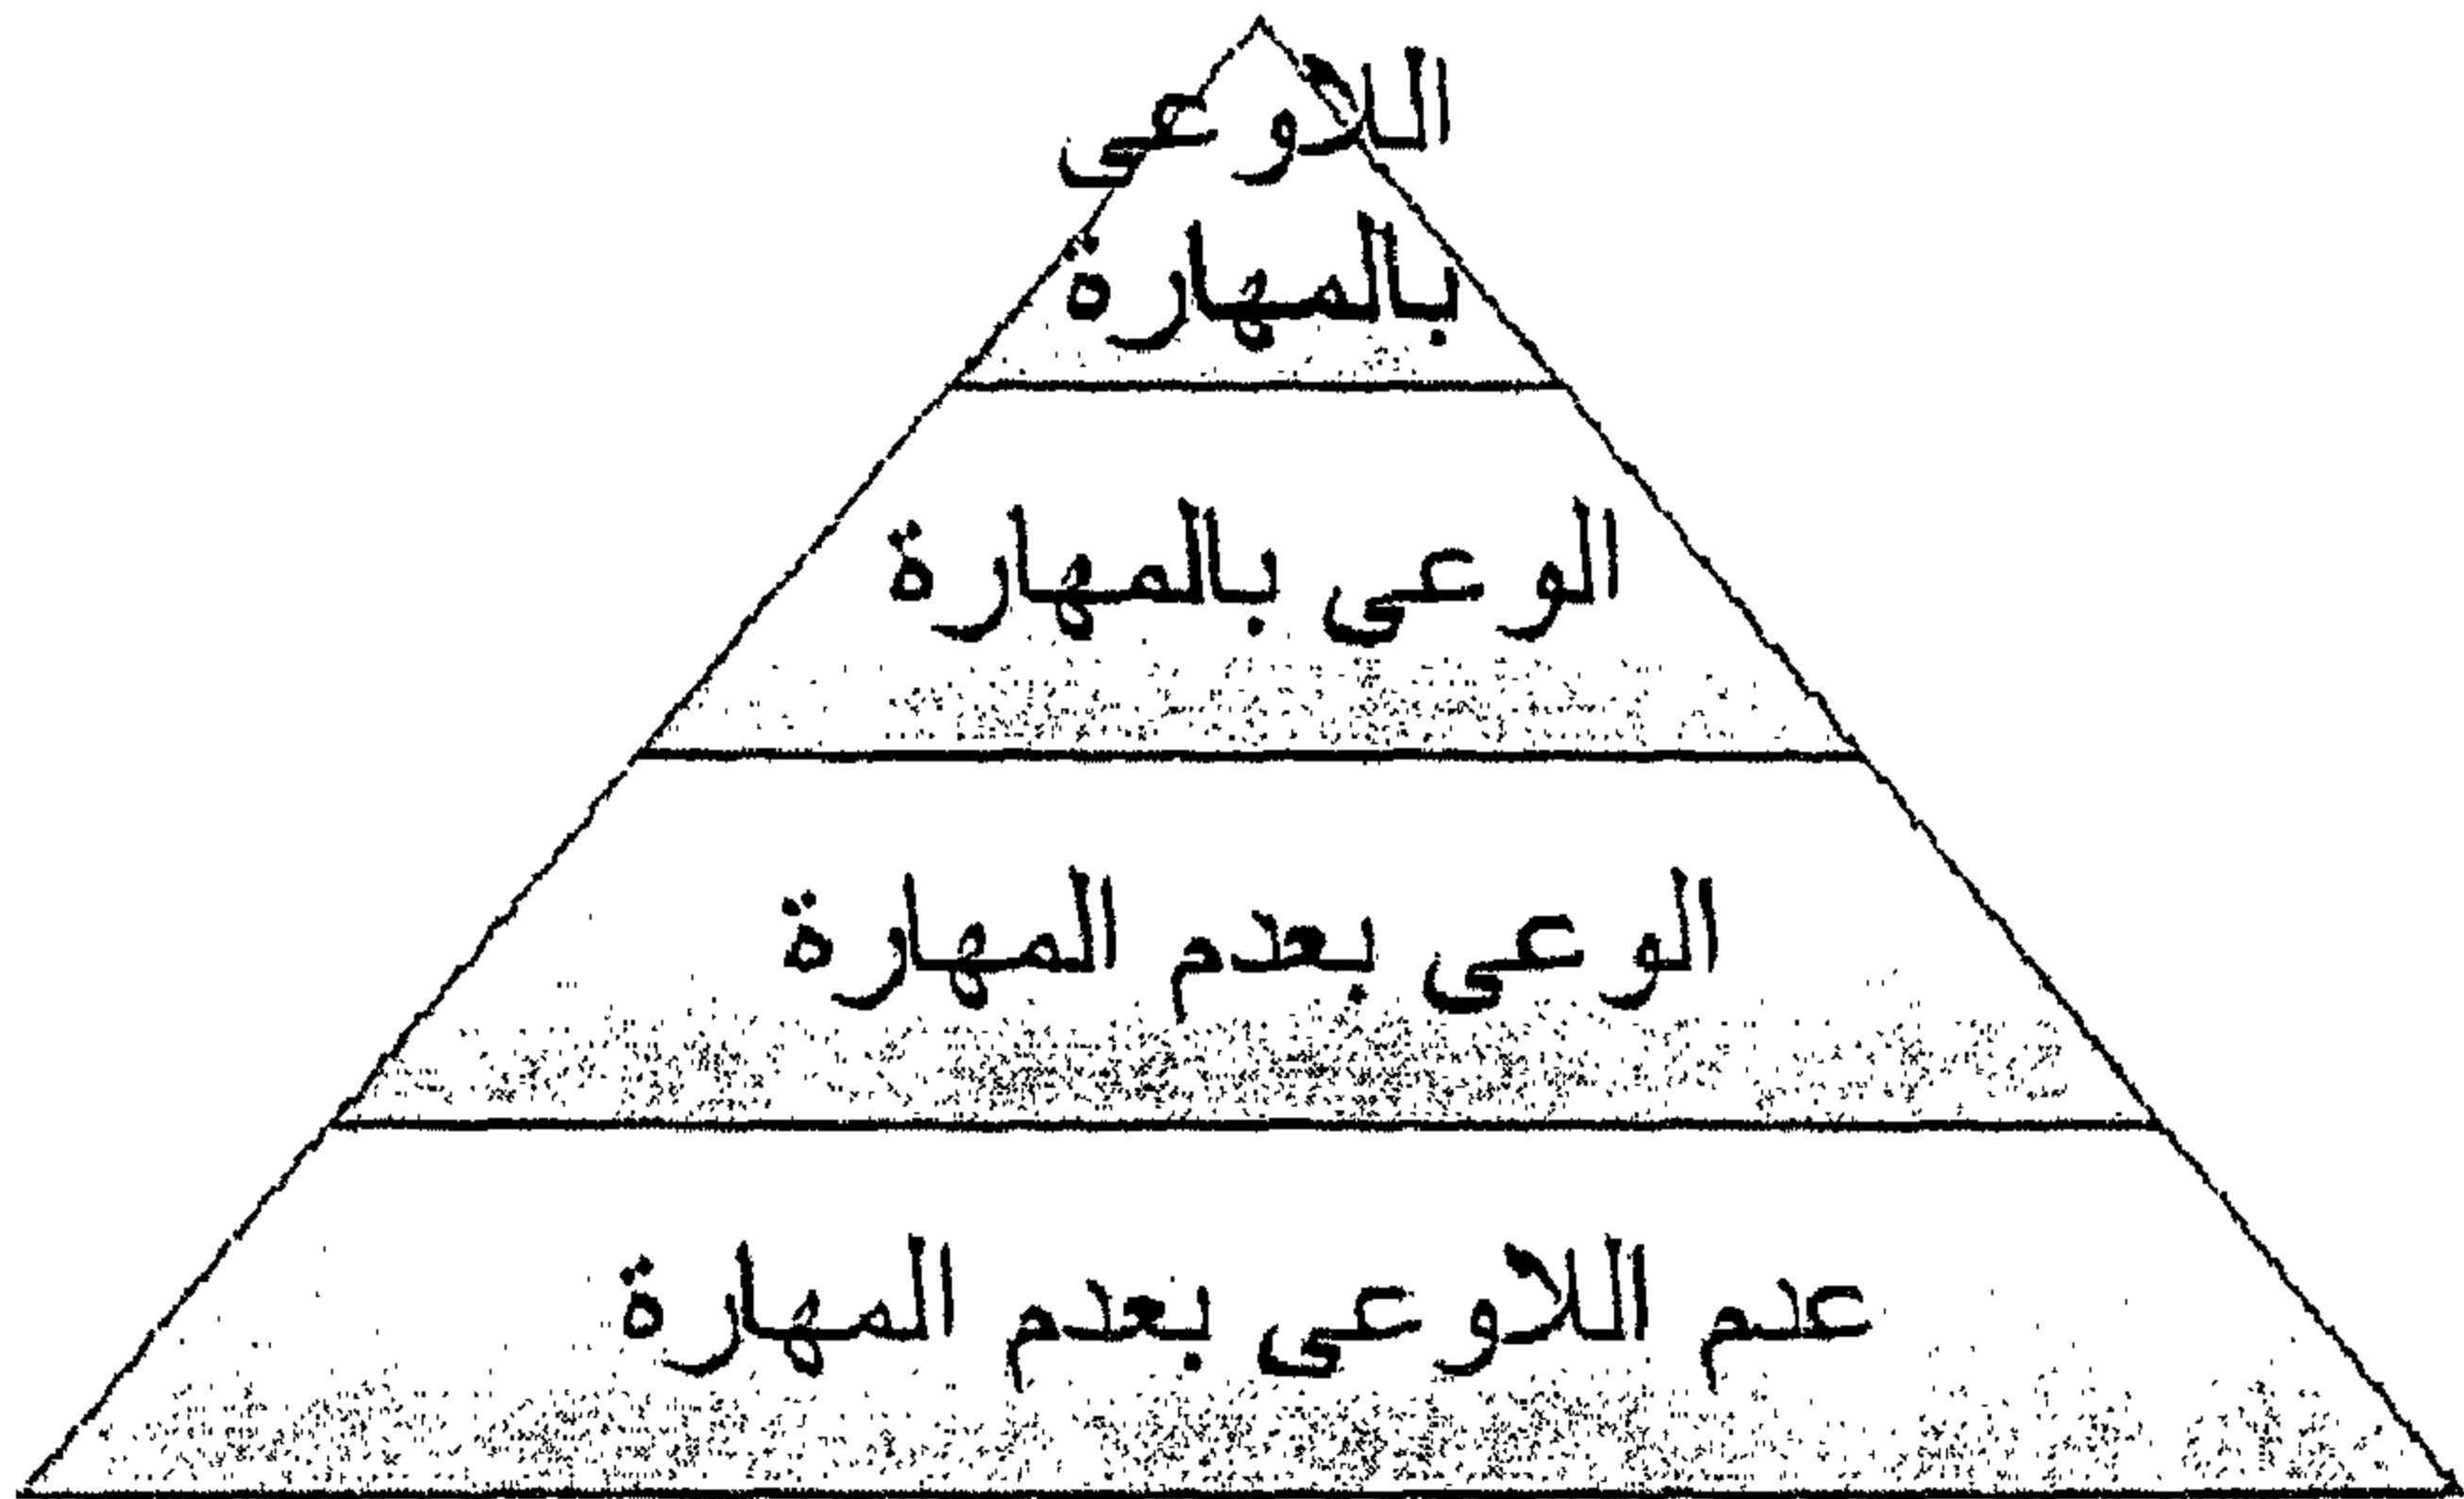 اللاوعى
بالمهارة
الوعى بالمهارة
الوعى بعدم المهارة
عدم اللاوعى بعدم المهارة